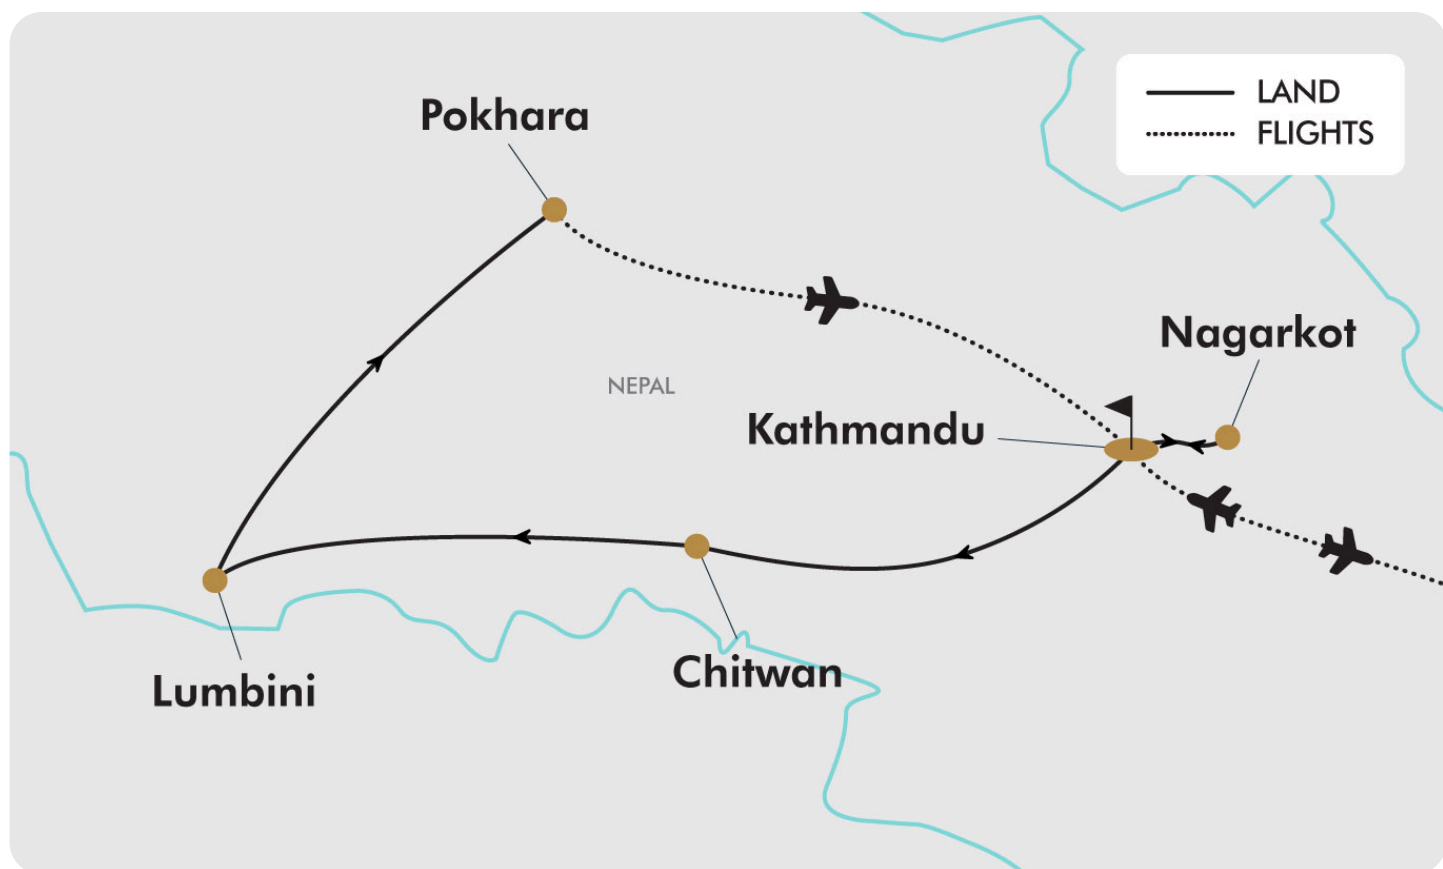 Pokhara
LAND
FLIGHTS
Nagarkot
NEPAL
Kathmandu
Chitwan
Lumbini